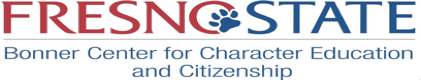 FRESNO STATE
Bonner Center for Character Education
and Citizenship